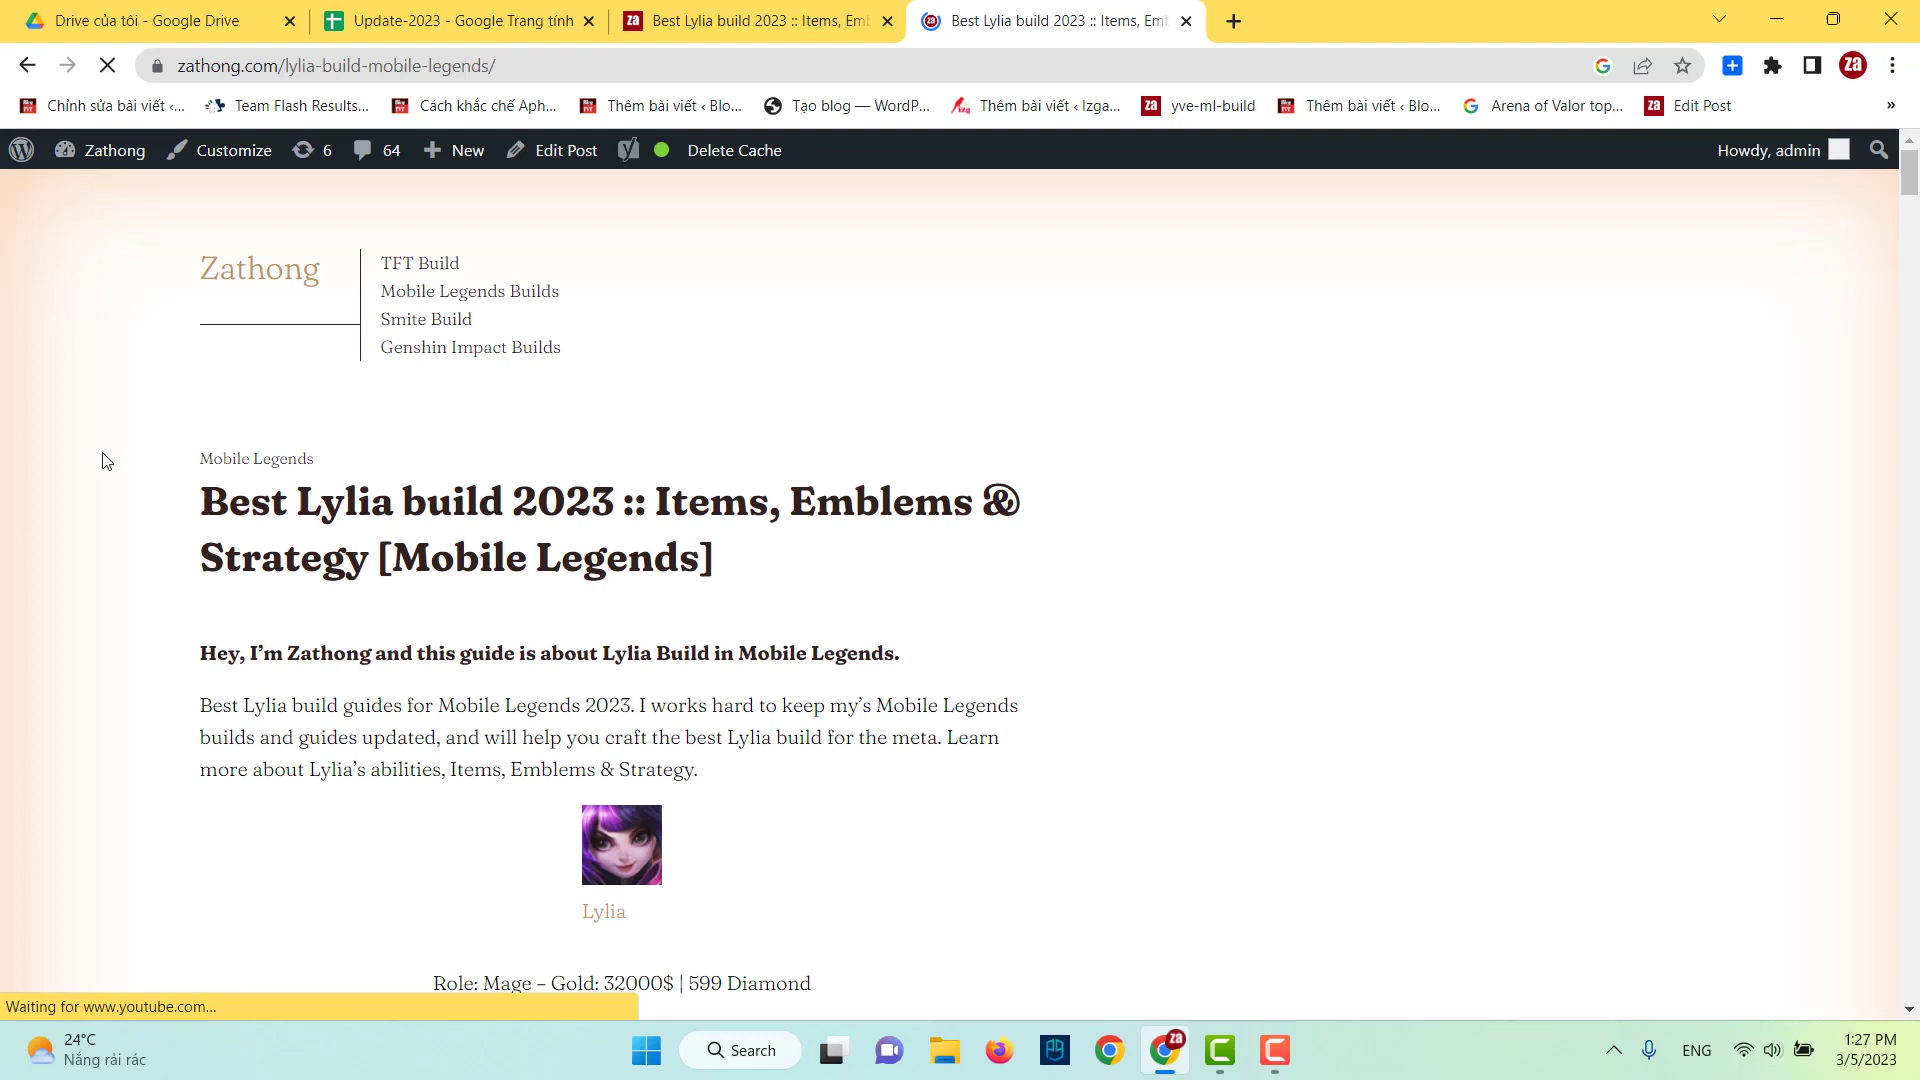 Drive của tôi - Google Drive
Update-2023 - Google Trang tính
Best Lylia build 2023 :: Items, Em
Best Lylia build 2023 :: Items, Emb
zathong.com/lylia-build-mobile-legends/
Chỉnh sửa bài viết ‹...
Team Flash Results...
Cách khắc chế Aph...
Thêm bài viết ‹ Blo...
Tạo blog — WordP...
Thêm bài viết ‹ Izga...
yve-ml-build
Thêm bài viết ‹ Blo...
Arena of Valor top...
Edit Post
»
Zathong
Customize
6
64
New
Edit Post
Delete Cache
Howdy, admin
Zathong
TFT Build
Mobile Legends Builds
Smite Build
Genshin Impact Builds
Mobile Legends
Best Lylia build 2023 :: Items, Emblems &
Strategy [Mobile Legends]
Hey, I’m Zathong and this guide is about Lylia Build in Mobile Legends.
Best Lylia build guides for Mobile Legends 2023. I works hard to keep my’s Mobile Legends
builds and guides updated, and will help you craft the best Lylia build for the meta. Learn
more about Lylia’s abilities, Items, Emblems & Strategy.
Lylia
Role: Mage – Gold: 32000$ | 599 Diamond
Waiting for www.youtube.com...
24°C
Nắng rải rác
Search
ENG
1:27 PM
3/5/2023